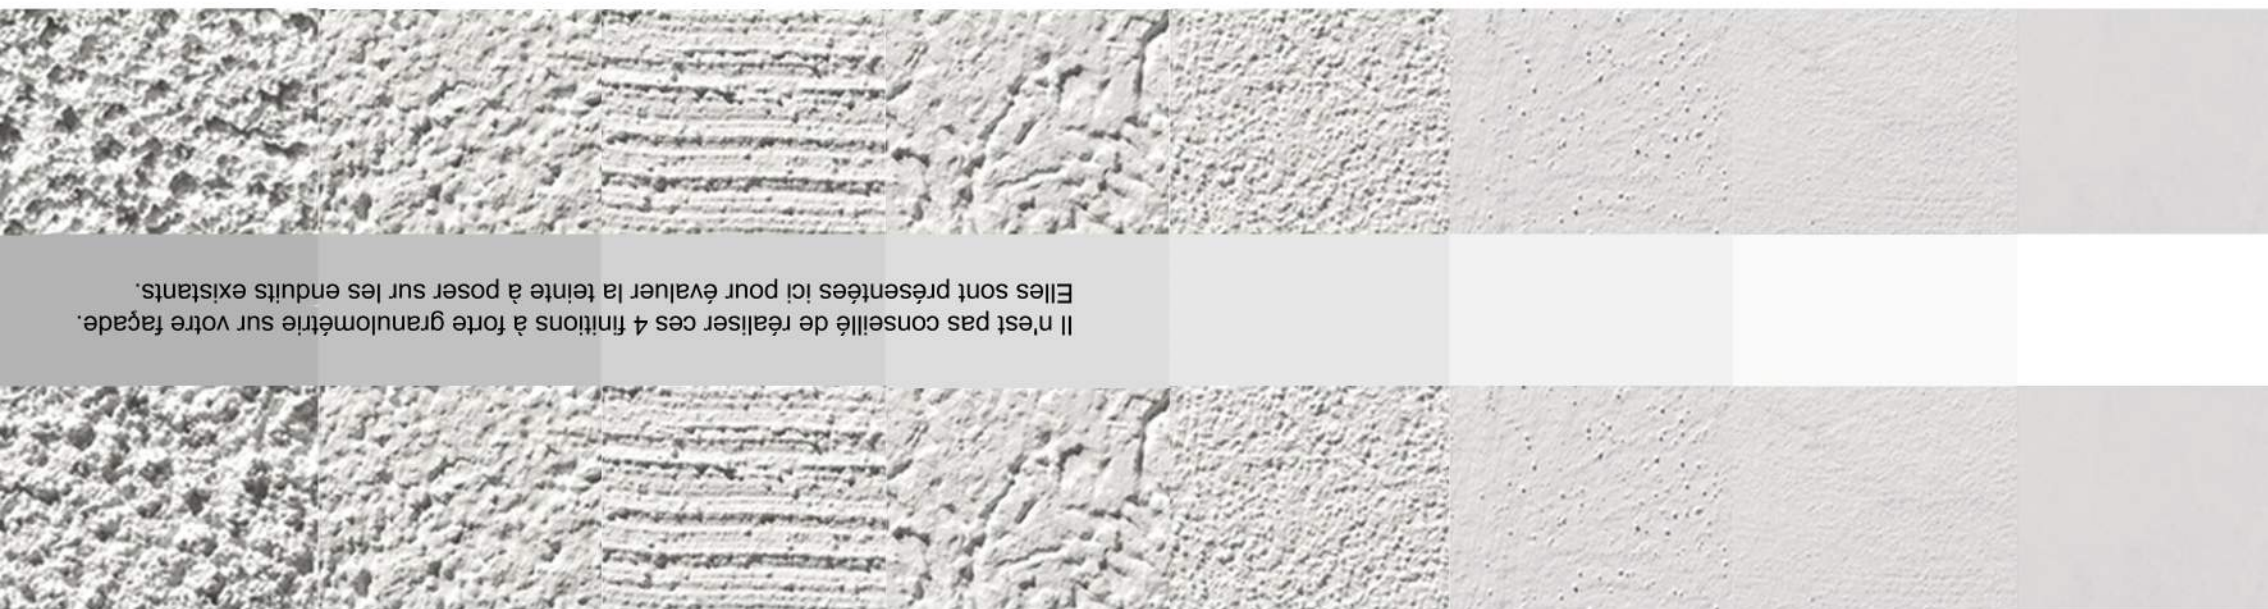 Il n'est pas conseillé de réaliser ces 4 finitions à forte granulométrie sur votre façade.
Elles sont présentées ici pour évaluer la teinte à poser sur les enduits existants.